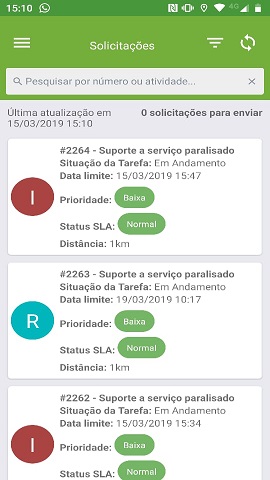 15:10
4G
Solicitações
Pesquisar por número ou atividade...
Última atualização em
15/03/2019 15:10
0 solicitações para enviar
#2264 - Suporte a serviço paralisado
Situação da Tarefa: Em Andamento
Data limite: 15/03/2019 15:47
I
Prioridade: Baixa
Status SLA: Normal
Distância: 1km
#2263 - Suporte a serviço paralisado
Situação da Tarefa: Em Andamento
Data limite: 19/03/2019 10:17
R
Prioridade: Baixa
Status SLA: Normal
Distância: 1km
#2262 - Suporte a serviço paralisado
Situação da Tarefa: Em Andamento
Data limite: 15/03/2019 15:34
I
Prioridade: Baixa
Status SLA: Normal